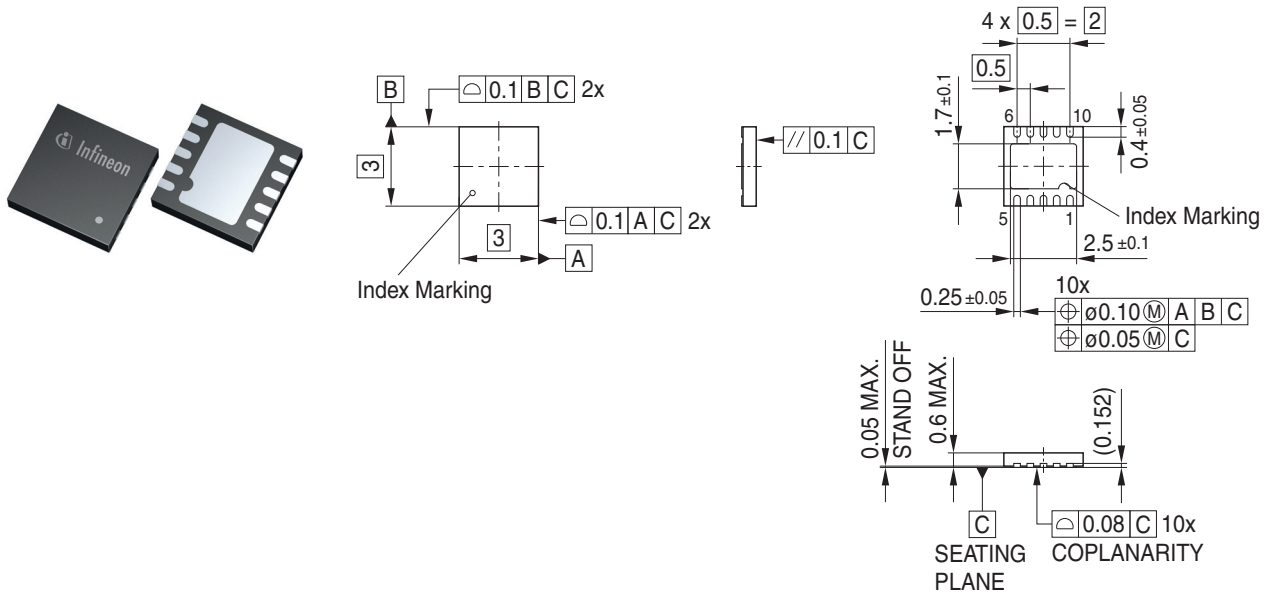 Infineon
B
⌓ 0.1 B C 2x
3
3
⌓ 0.1 A C 2x
A
Index Marking
// 0.1 C
4 x 0.5 = 2
0.5
1.7 ±0.1
6
10
0.4 ±0.05
5
1
Index Marking
2.5 ±0.1
0.25 ±0.05
10x
⌖ ø0.10 Ⓜ A B C
⌖ ø0.05 Ⓜ C
0.05 MAX.
STAND OFF
0.6 MAX.
(0.152)
C
SEATING
PLANE
⌓ 0.08 C 10x
COPLANARITY